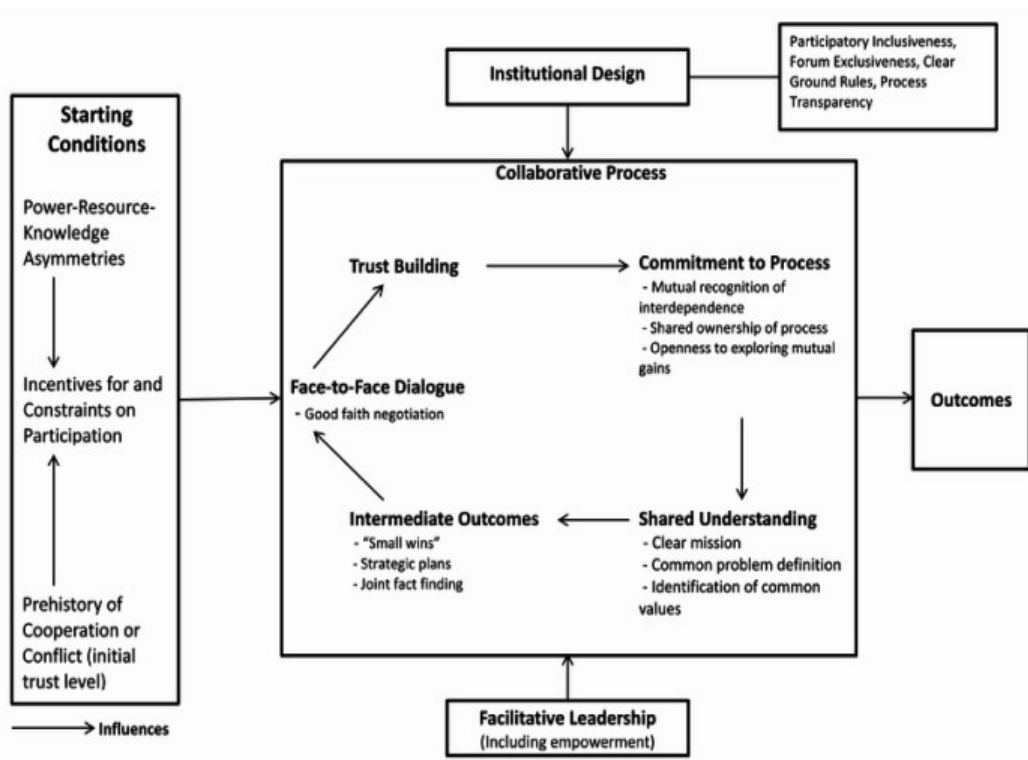 Participatory Inclusiveness,
Forum Exclusiveness, Clear
Ground Rules, Process
Transparency
Institutional Design
Starting
Conditions
Power-Resource-
Knowledge
Asymmetries
Incentives for and
Constraints on
Participation
Prehistory of
Cooperation or
Conflict (initial
trust level)
Influences
Collaborative Process
Trust Building
Commitment to Process
- Mutual recognition of
interdependence
- Shared ownership of process
- Openness to exploring mutual
gains
Face-to-Face Dialogue
- Good faith negotiation
Intermediate Outcomes
- “Small wins”
- Strategic plans
- Joint fact finding
Shared Understanding
- Clear mission
- Common problem definition
- Identification of common
values
Outcomes
Facilitative Leadership
(Including empowerment)